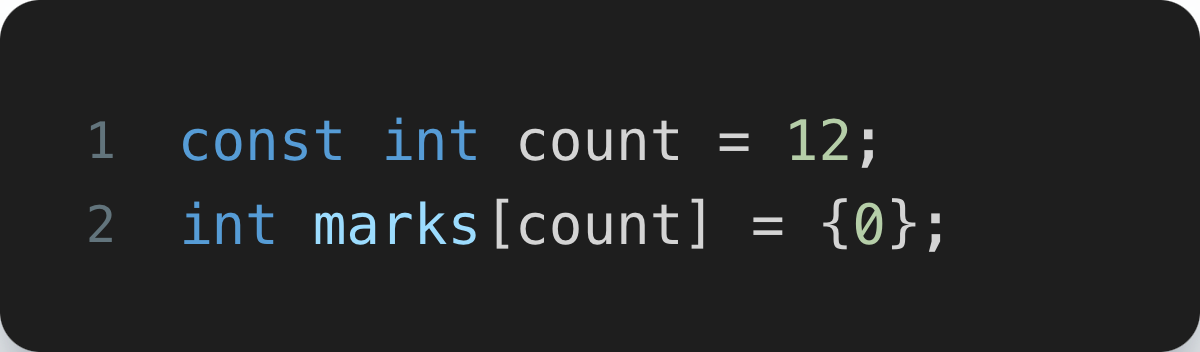 1 const int count = 12;
2 int marks[count] = {0};